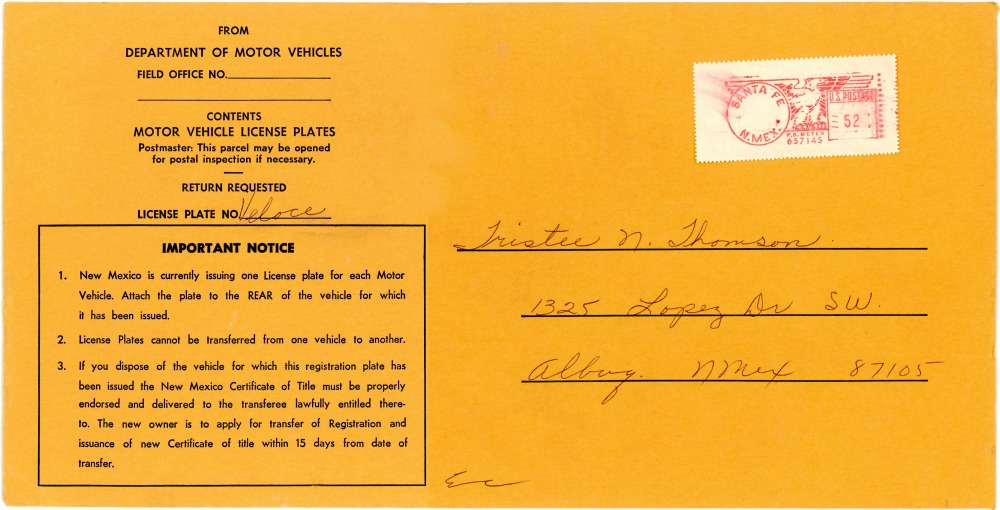 FROM
DEPARTMENT OF MOTOR VEHICLES
FIELD OFFICE NO.
CONTENTS
MOTOR VEHICLE LICENSE PLATES
Postmaster: This parcel may be opened
for postal inspection if necessary.
RETURN REQUESTED
LICENSE PLATE NO. Veloce
IMPORTANT NOTICE
1. New Mexico is currently issuing one License plate for each Motor
Vehicle. Attach the plate to the REAR of the vehicle for which
it has been issued.
2. License Plates cannot be transferred from one vehicle to another.
3. If you dispose of the vehicle for which this registration plate has
been issued the New Mexico Certificate of Title must be properly
endorsed and delivered to the transferee lawfully entitled there-
to. The new owner is to apply for transfer of Registration and
issuance of new Certificate of title within 15 days from date of
transfer.
SANTA FE
N.MEX.
U.S.POSTAGE
52
P.B. METER
657145
Tristee N. Thomson
1325 Lopez Dr SW.
Albuq. NMex 87105